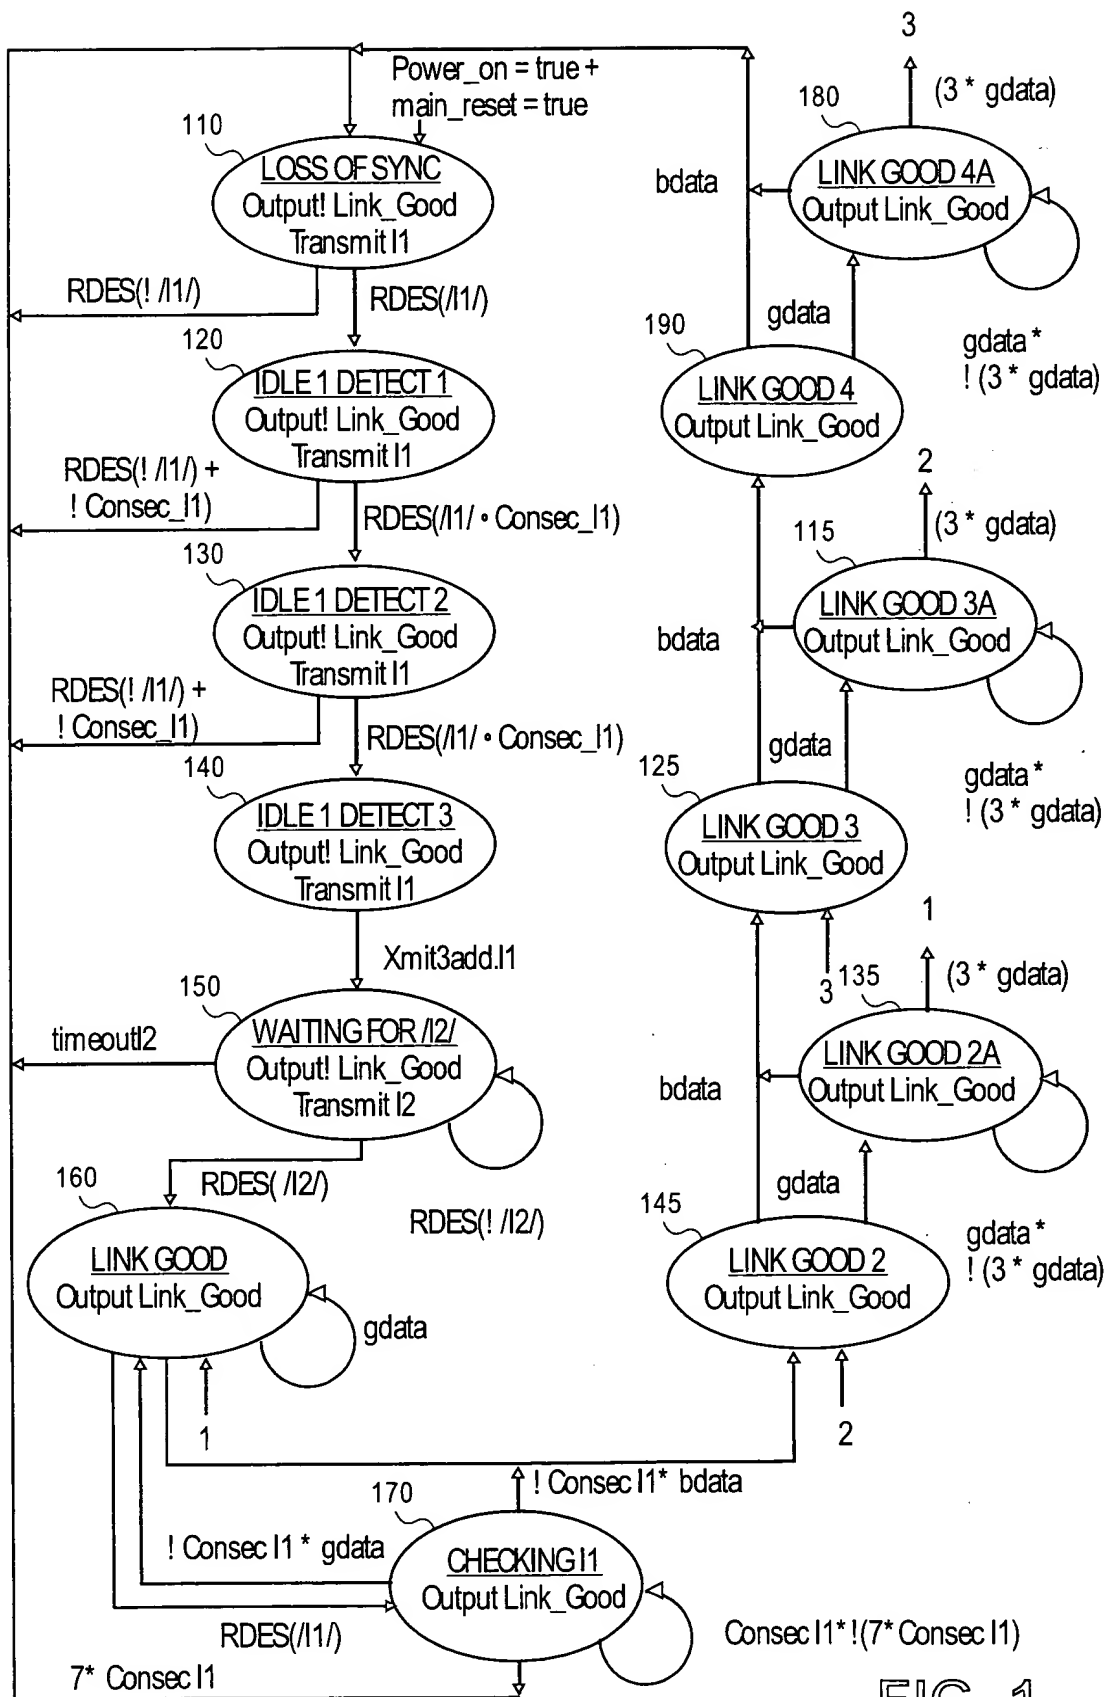 Power_on = true +
main_reset = true
110
LOSS OF SYNC
Output! Link_Good
Transmit I1
RDES(! /I1/)
RDES(/I1/)
120
IDLE 1 DETECT 1
Output! Link_Good
Transmit I1
RDES(! /I1/) +
! Consec_I1)
RDES(/I1/ • Consec_I1)
130
IDLE 1 DETECT 2
Output! Link_Good
Transmit I1
RDES(! /I1/) +
! Consec_I1)
RDES(/I1/ • Consec_I1)
140
IDLE 1 DETECT 3
Output! Link_Good
Transmit I1
Xmit3add.I1
150
WAITING FOR /I2/
Output! Link_Good
Transmit I2
timeoutI2
RDES( /I2/)
RDES(! /I2/)
160
LINK GOOD
Output Link_Good
gdata
1
170
CHECKING I1
Output Link_Good
! Consec I1 * gdata
! Consec I1* bdata
RDES(/I1/)
7* Consec I1
Consec I1*!(7* Consec I1)
3
(3 * gdata)
180
LINK GOOD 4A
Output Link_Good
bdata
gdata
gdata *
! (3 * gdata)
190
LINK GOOD 4
Output Link_Good
2
(3 * gdata)
115
LINK GOOD 3A
Output Link_Good
bdata
gdata
gdata *
! (3 * gdata)
125
LINK GOOD 3
Output Link_Good
3
1
(3 * gdata)
135
LINK GOOD 2A
Output Link_Good
bdata
gdata
gdata *
! (3 * gdata)
145
LINK GOOD 2
Output Link_Good
2
FIG. 1